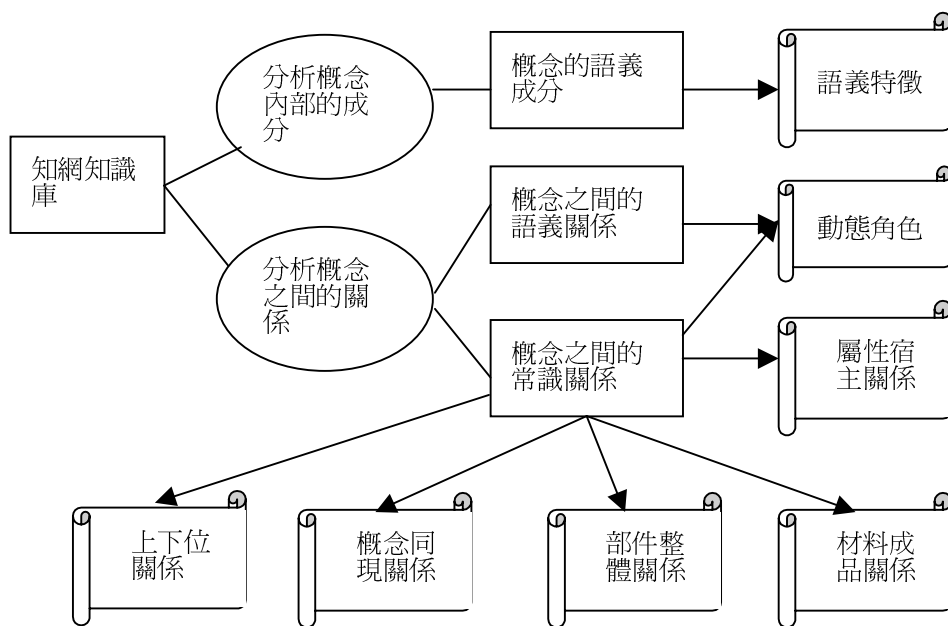 知網知識
庫
分析概念
內部的成
分
分析概念
之間的關
係
概念的語義
成分
概念之間的
語義關係
概念之間的
常識關係
語義特徵
動態角色
屬性宿
主關係
上下位
關係
概念同
現關係
部件整
體關係
材料成
品關係